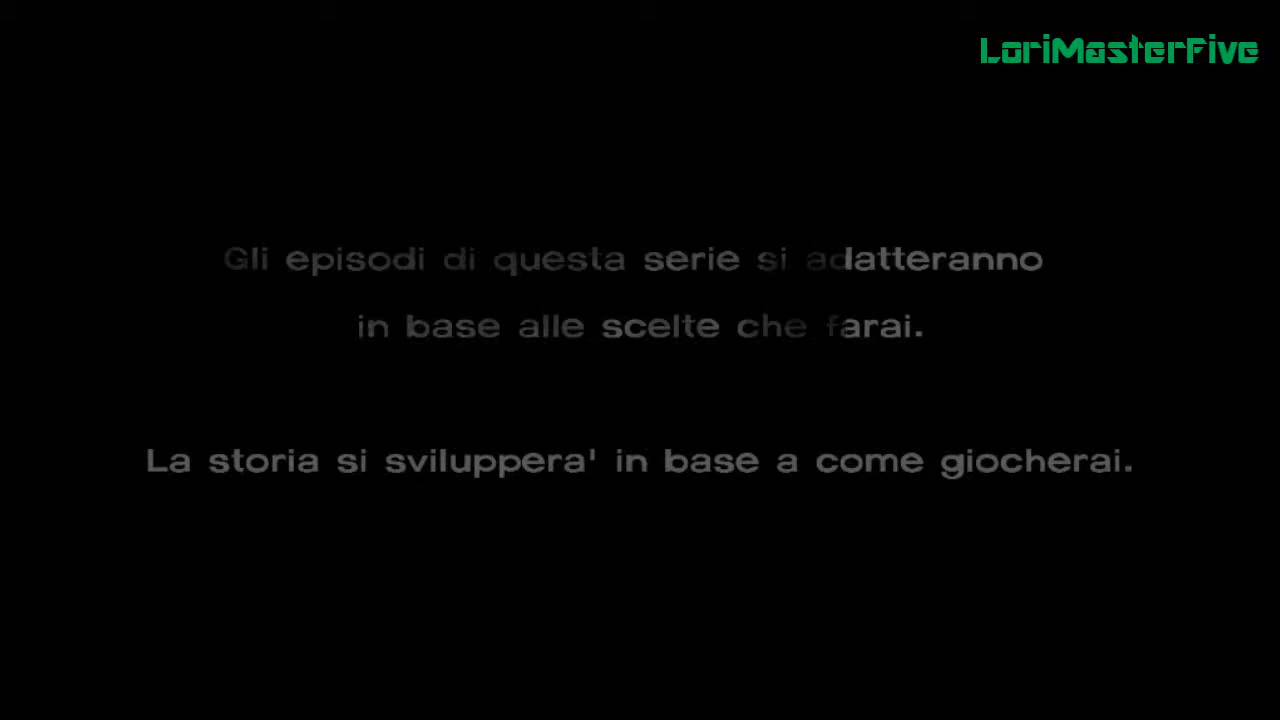 LoriMasterFive
Gli episodi di questa serie si adatteranno
in base alle scelte che farai.
La storia si sviluppera' in base a come giocherai.